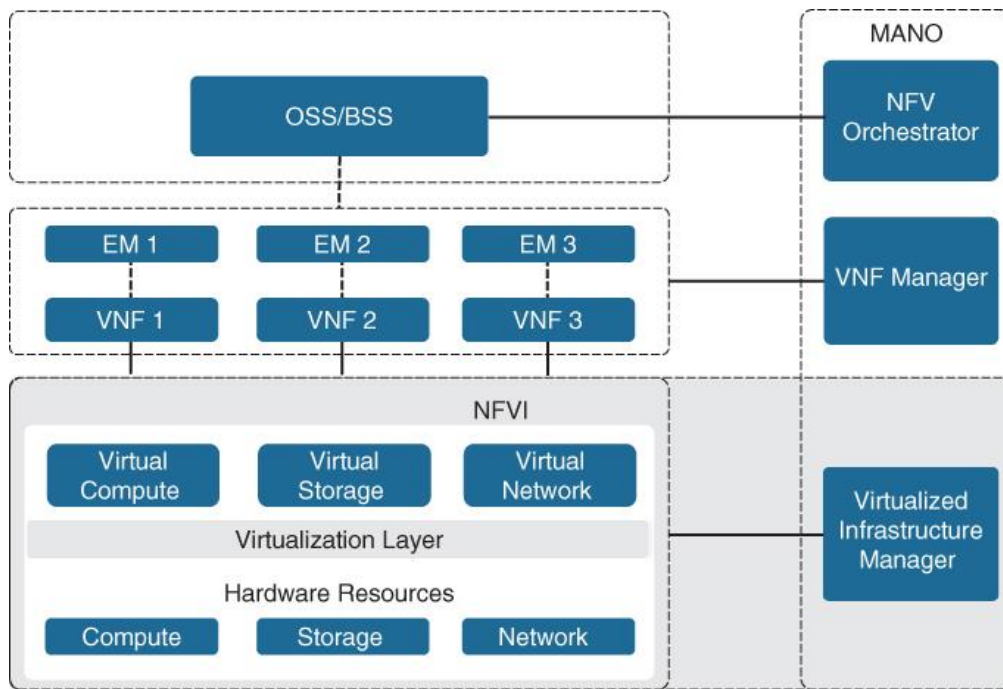 MANO
OSS/BSS
NFV
Orchestrator
EM 1
EM 2
EM 3
VNF 1
VNF 2
VNF 3
VNF Manager
NFVI
Virtual
Compute
Virtual
Storage
Virtual
Network
Virtualization Layer
Hardware Resources
Compute
Storage
Network
Virtualized
Infrastructure
Manager